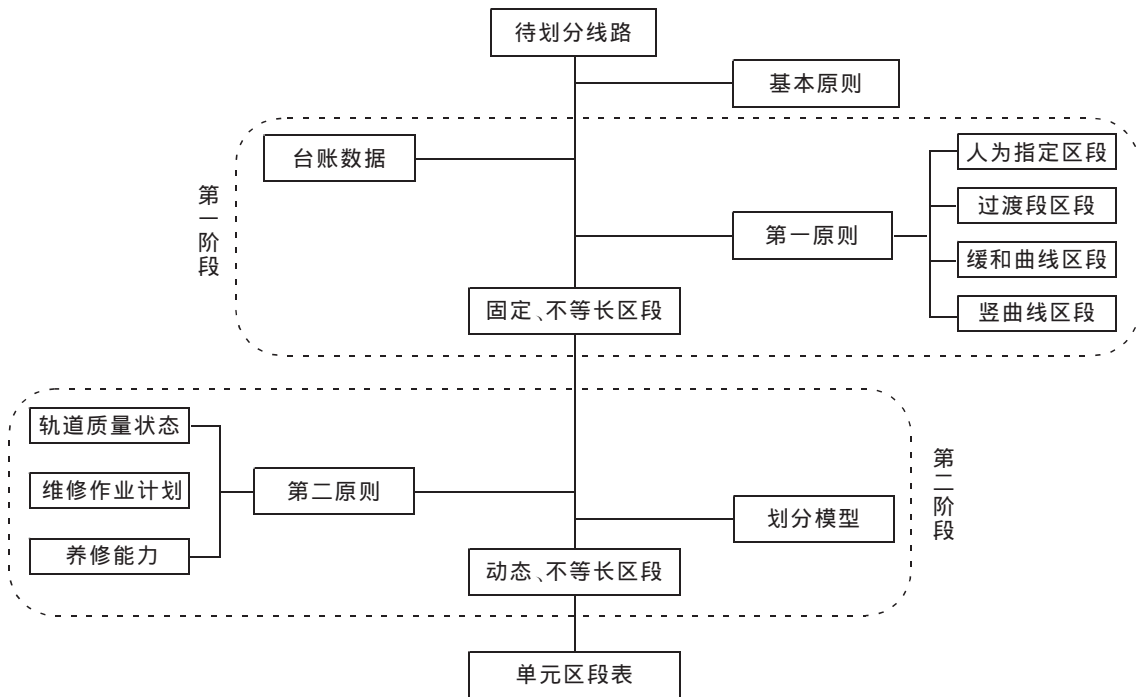 待划分线路
基本原则
台账数据
人为指定区段
过渡段区段
第一阶段
第一原则
缓和曲线区段
固定、不等长区段
竖曲线区段
轨道质量状态
维修作业计划
第二原则
第二阶段
划分模型
养修能力
动态、不等长区段
单元区段表